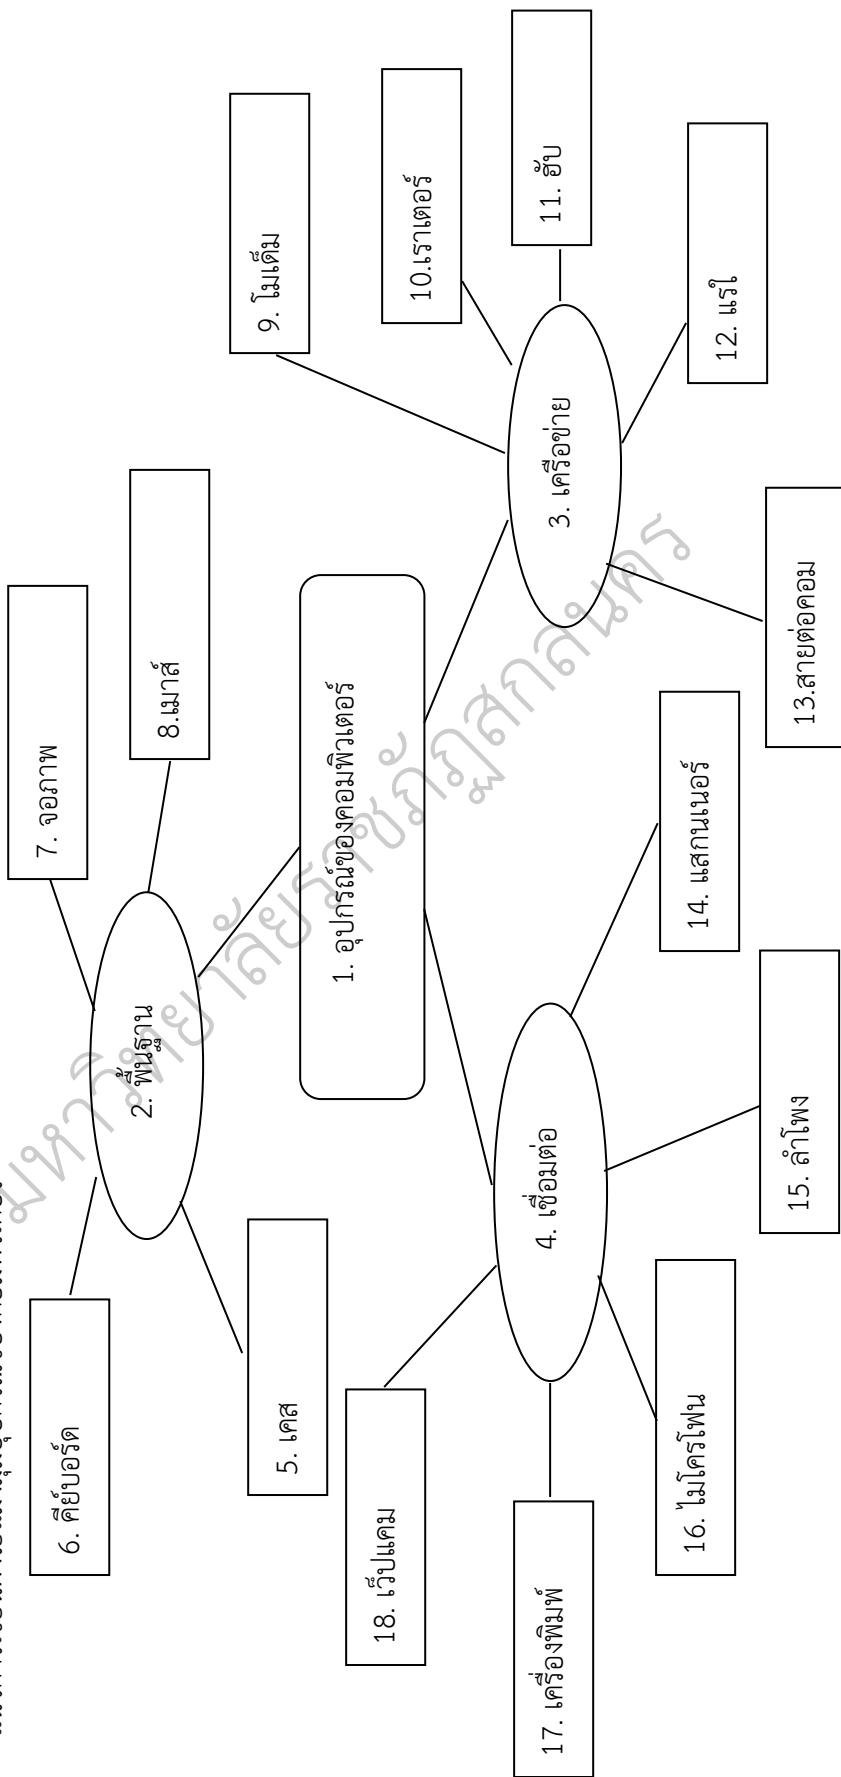 7. จอภาพ
6. คีย์บอร์ด
2. พื้นฐาน
8.เมาส์
5. เคส
9. โมเด็ม
1. อุปกรณ์ของคอมพิวเตอร์
10.เราเตอร์
18. เว็ปแคม
11. ฮับ
3. เครือข่าย
4. เชื่อมต่อ
17. เครื่องพิมพ์
12. แรใ
14. แสกนเนอร์
16. ไมโครโฟน
13.สายต่อคอม
15. ลำโพง
มหาวิทยาลัยราชภัฏสกลนคร